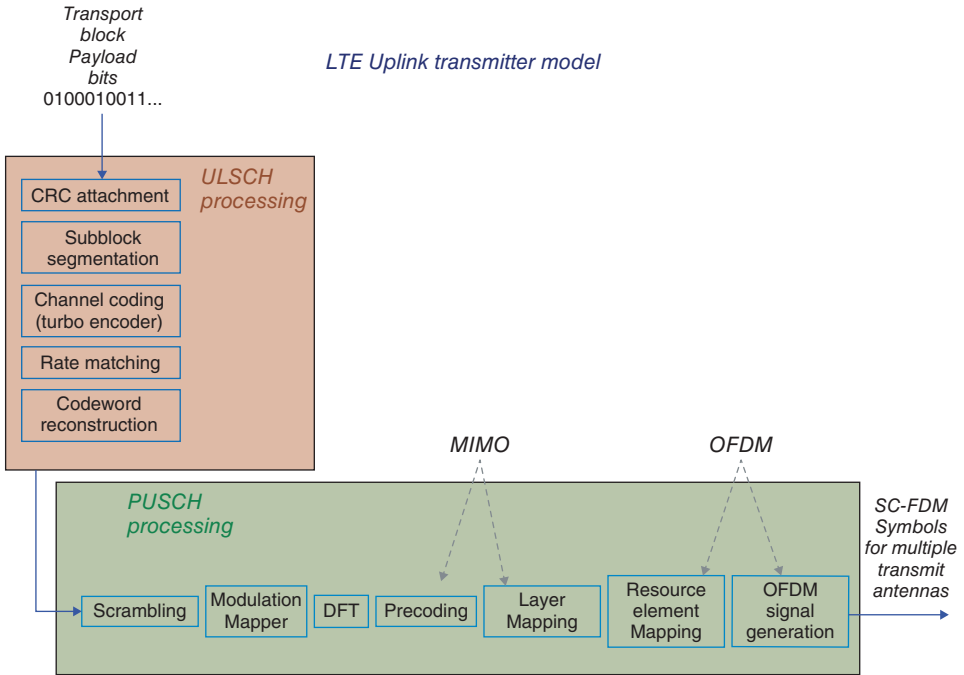 Transport
block
Payload
bits
0100010011...
LTE Uplink transmitter model
ULSCH
processing
CRC attachment
Subblock
segmentation
Channel coding
(turbo encoder)
Rate matching
Codeword
reconstruction
MIMO
OFDM
PUSCH
processing
SC-FDM
Symbols
for multiple
transmit
antennas
Scrambling
Modulation
Mapper
DFT
Precoding
Layer
Mapping
Resource
element
Mapping
OFDM
signal
generation